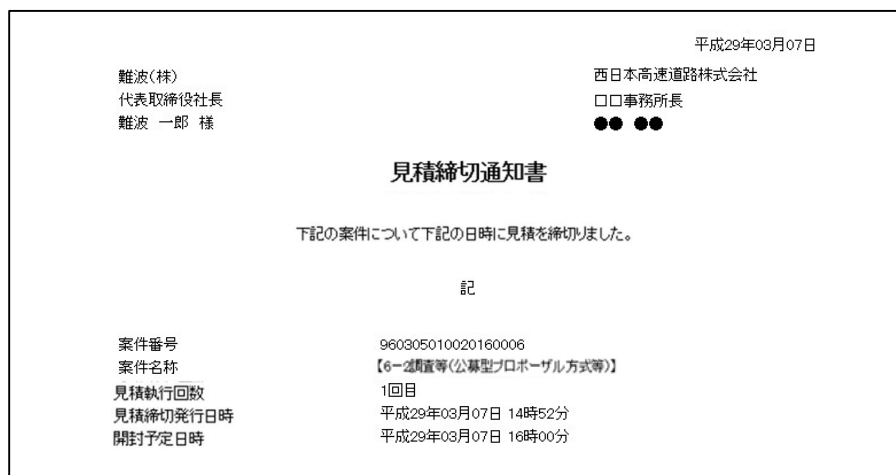 平成29年03月07日
難波(株)
西日本高速道路株式会社
代表取締役社長
□□事務所長
難波 一郎 様
●● ●●
見積締切通知書
下記の案件について下記の日時に見積を締切りました。
記
案件番号 960305010020160006
案件名称 【6-2調査等(公募型プロポーザル方式等)】
見積執行回数 1回目
見積締切発行日時 平成29年03月07日 14時52分
開封予定日時 平成29年03月07日 16時00分